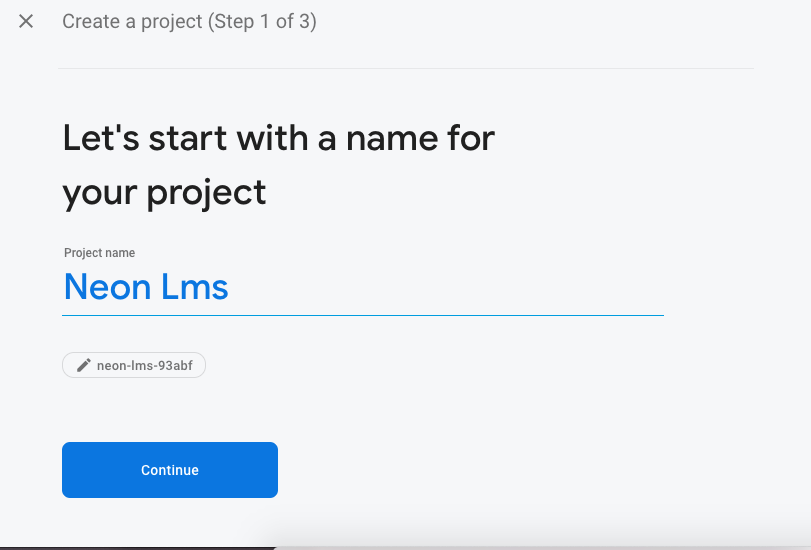 Create a project (Step 1 of 3)
Let's start with a name for
your project
Project name
Neon Lms
neon-lms-93abf
Continue